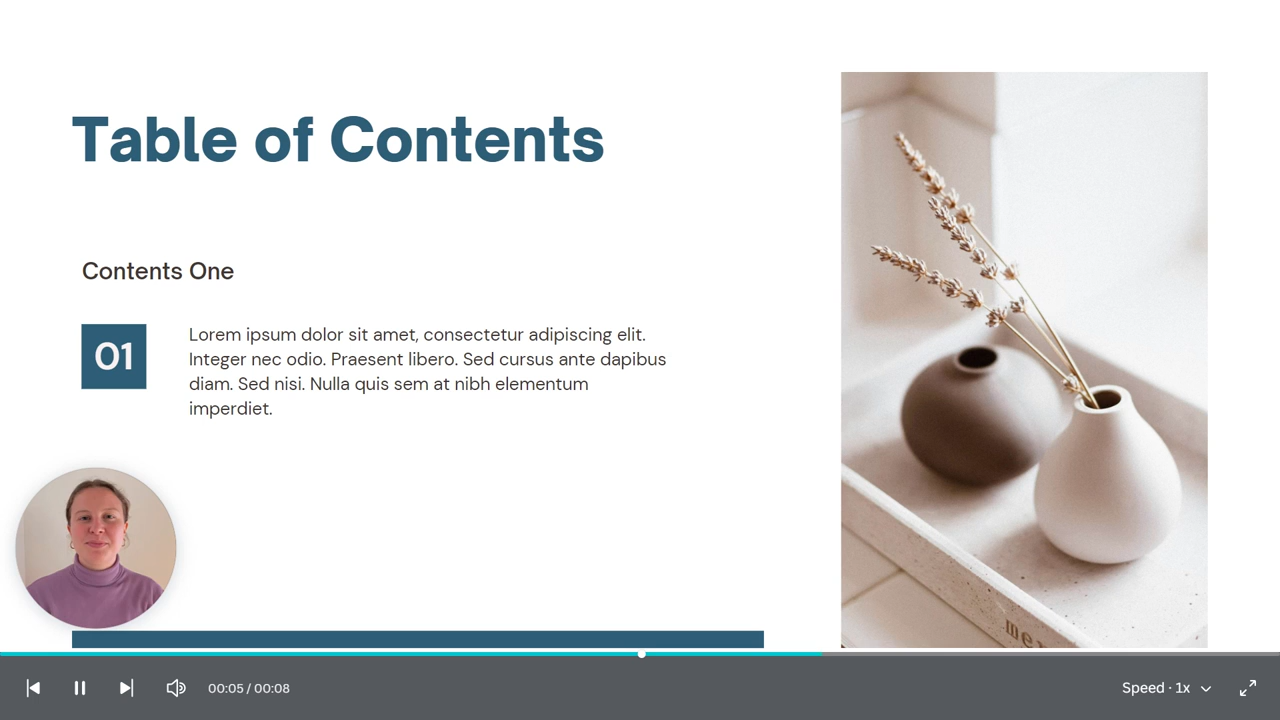 Table of Contents
Contents One
01
Lorem ipsum dolor sit amet, consectetur adipiscing elit.
Integer nec odio. Praesent libero. Sed cursus ante dapibus
diam. Sed nisi. Nulla quis sem at nibh elementum
imperdiet.
00:05 / 00:08
Speed · 1x